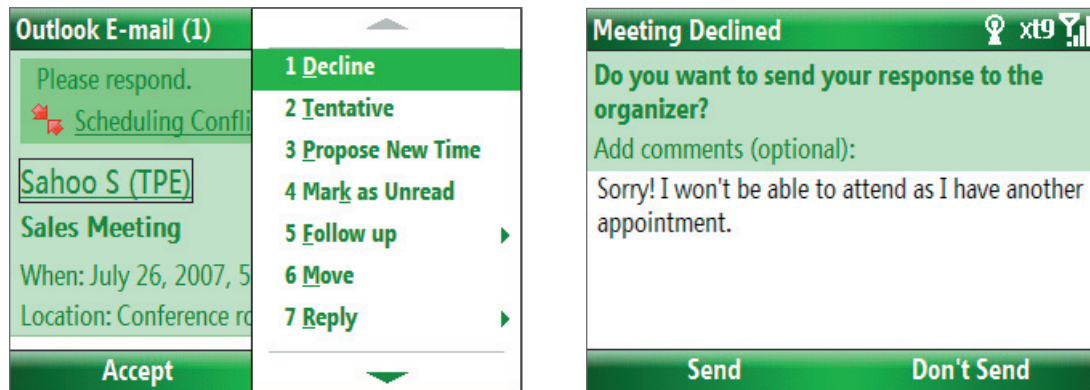 Outlook E-mail (1)
Please respond.
Scheduling Confli
Sahoo S (TPE)
Sales Meeting
When: July 26, 2007, 5
Location: Conference ro
Accept
1 Decline
2 Tentative
3 Propose New Time
4 Mark as Unread
5 Follow up
6 Move
7 Reply
Meeting Declined xt9
Do you want to send your response to the
organizer?
Add comments (optional):
Sorry! I won't be able to attend as I have another
appointment.
Send Don't Send